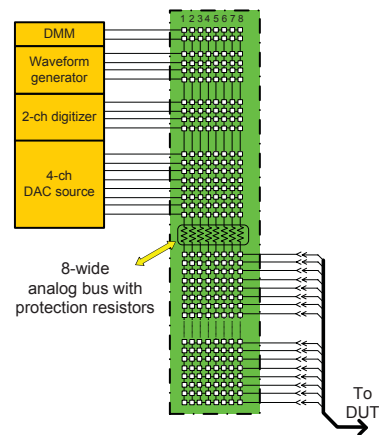 1 2 3 4 5 6 7 8
DMM
Waveform
generator
2-ch digitizer
4-ch
DAC source
8-wide
analog bus with
protection resistors
To
DUT